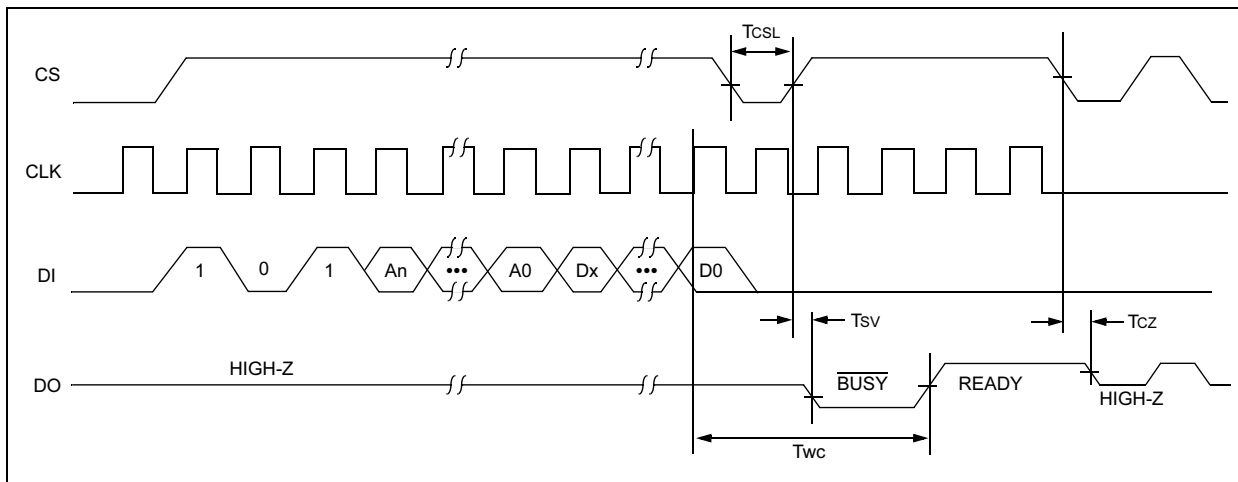 TCSL
CS
CLK
DI
1 0 1 An ••• A0 Dx ••• D0
TSV
TCZ
HIGH-Z
DO
BUSY
READY
HIGH-Z
TWC